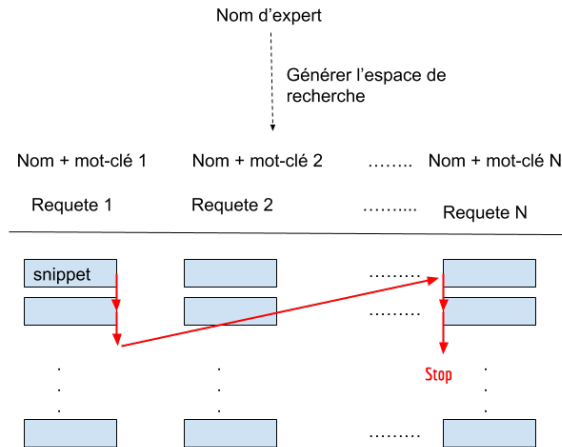 Nom d'expert
Générer l'espace de
recherche
Nom + mot-clé 1 Nom + mot-clé 2 ........ Nom + mot-clé N
Requete 1 Requete 2 ......... Requete N
snippet .........
.........
Stop
.........